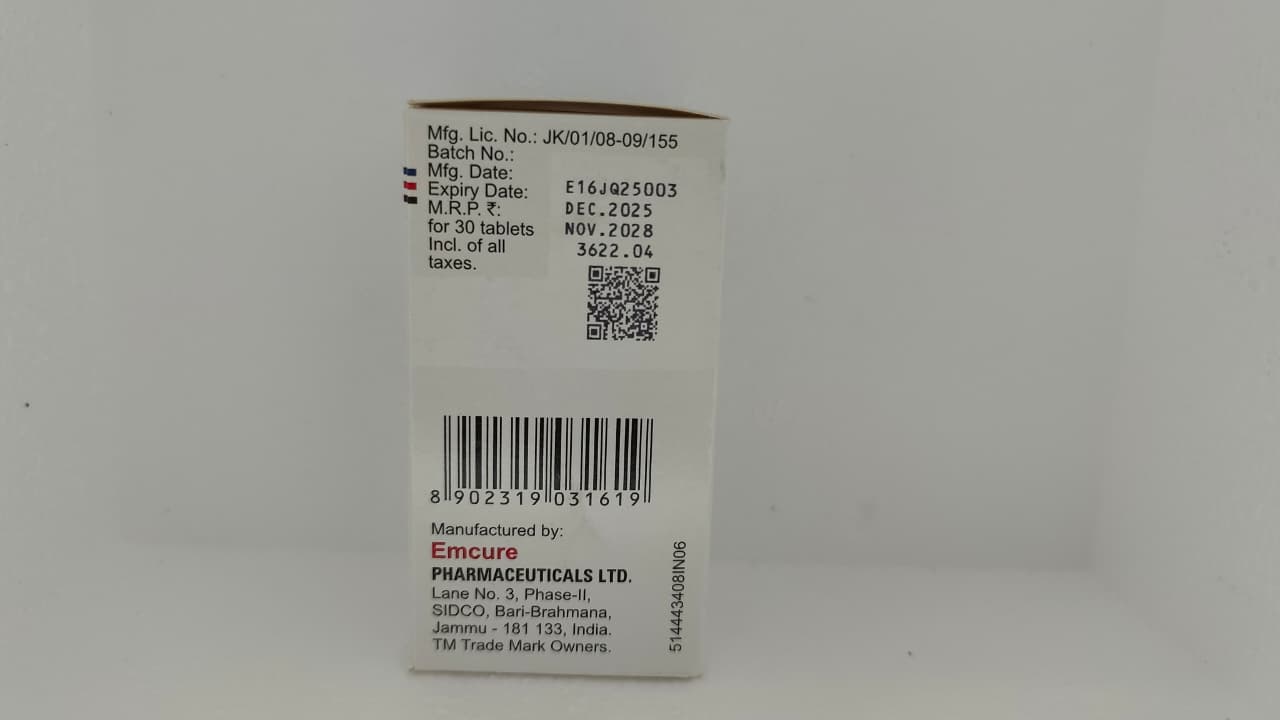 Mfg. Lic. No.: JK/01/08-09/155
Batch No.:
Mfg. Date:
Expiry Date:
M.R.P. ₹:
for 30 tablets
Incl. of all
taxes.
E16JQ25003
DEC.2025
NOV.2028
3622.04
8 902319 031619
Manufactured by:
Emcure
PHARMACEUTICALS LTD.
Lane No. 3, Phase-II,
SIDCO, Bari-Brahmana,
Jammu - 181 133, India.
TM Trade Mark Owners.
514443408IN06